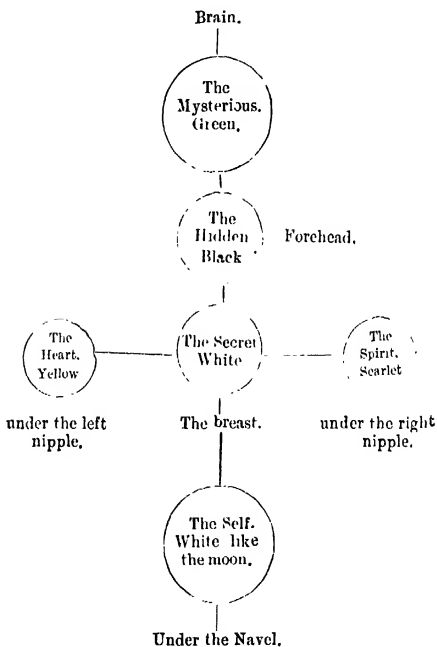 Brain.
The
Mysterious.
Green.
The
Hidden
Black
Forehead.
The
Heart.
Yellow
The Secret
White
The
Spirit.
Scarlet
under the left
nipple.
The breast.
under the right
nipple.
The Self.
White like
the moon.
Under the Navel.